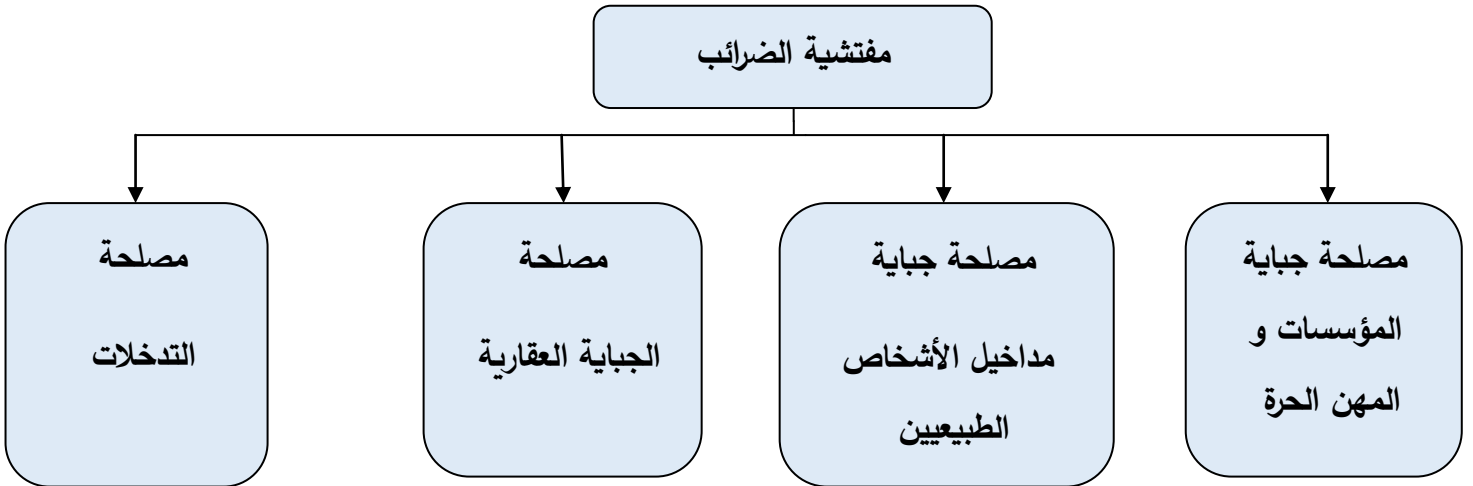 مفتشية الضرائب
مصلحة جباية
المؤسسات و
المهن الحرة
مصلحة جباية
مداخيل الأشخاص
الطبيعيين
مصلحة
الجباية العقارية
مصلحة
التدخلات